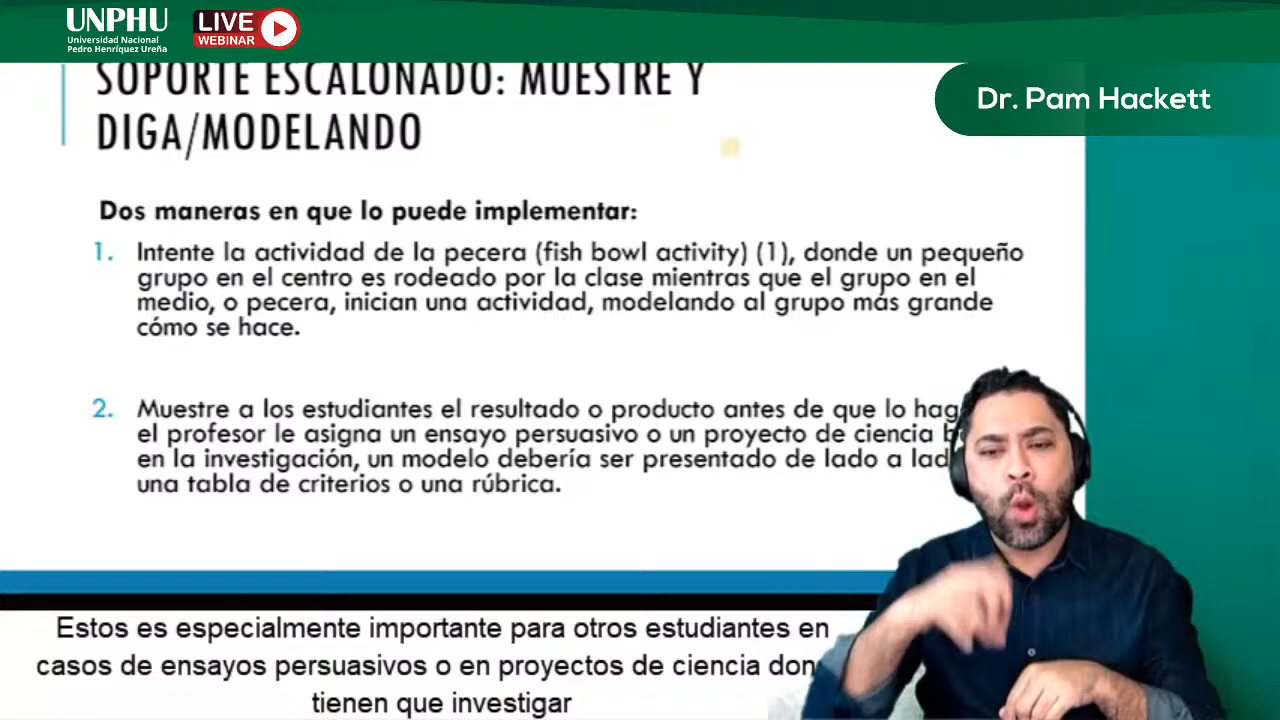 UNPHU
Universidad Nacional
Pedro Henríquez Ureña
LIVE
WEBINAR
Dr. Pam Hackett
SOPORTE ESCALONADO: MUESTRE Y
DIGA/MODELANDO
Dos maneras en que lo puede implementar:
1. Intente la actividad de la pecera (fish bowl activity) (1), donde un pequeño
grupo en el centro es rodeado por la clase mientras que el grupo en el
medio, o pecera, inician una actividad, modelando al grupo más grande
cómo se hace.
2. Muestre a los estudiantes el resultado o producto antes de que lo
el profesor le asigna un ensayo persuasivo o un proyecto de ciencia
en la investigación, un modelo debería ser presentado de lado a
una tabla de criterios o una rúbrica.
Estos es especialmente importante para otros estudiantes en
casos de ensayos persuasivos o en proyectos de ciencia
tienen que investigar